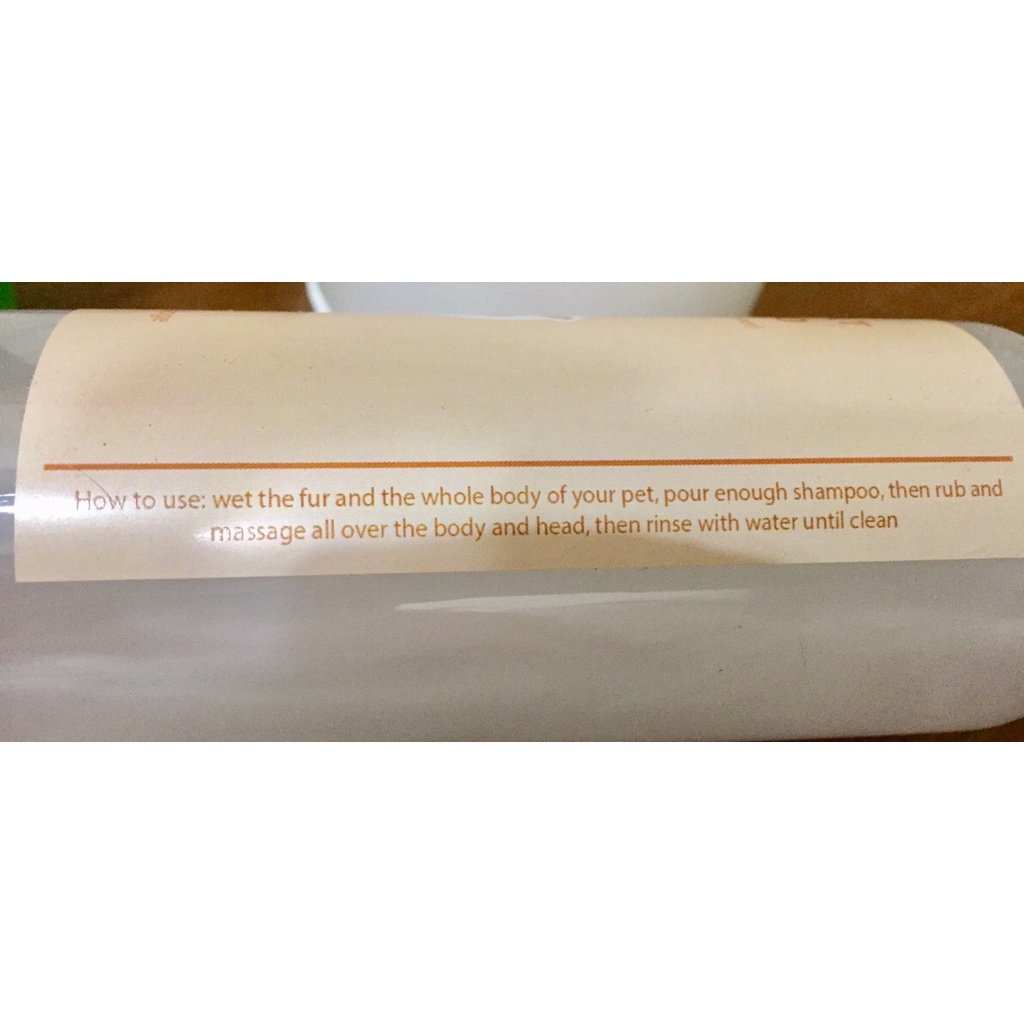 How to use: wet the fur and the whole body of your pet, pour enough shampoo, then rub and
massage all over the body and head, then rinse with water until clean